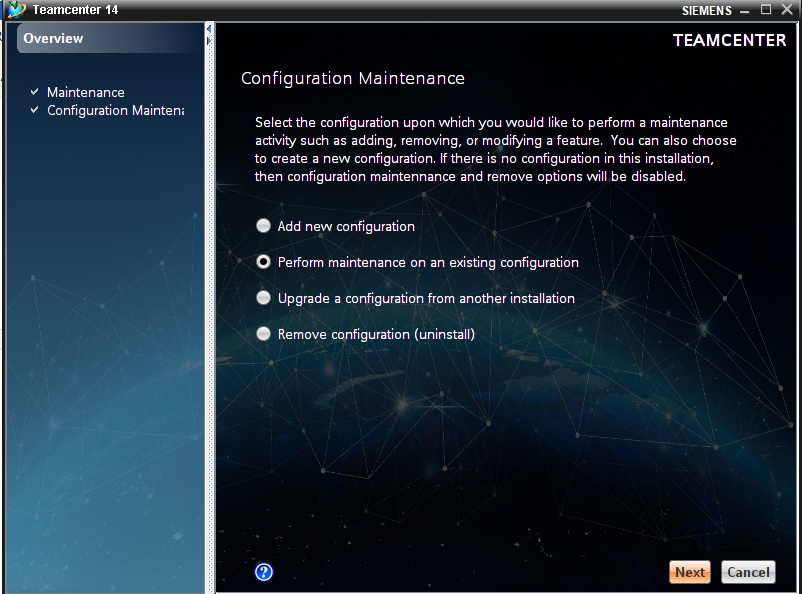 Teamcenter 14
SIEMENS
Overview
TEAMCENTER
Maintenance
Configuration Maintena
Configuration Maintenance
Select the configuration upon which you would like to perform a maintenance
activity such as adding, removing, or modifying a feature. You can also choose
to create a new configuration. If there is no configuration in this installation,
then configuration maintennance and remove options will be disabled.
Add new configuration
Perform maintenance on an existing configuration
Upgrade a configuration from another installation
Remove configuration (uninstall)
?
Next
Cancel